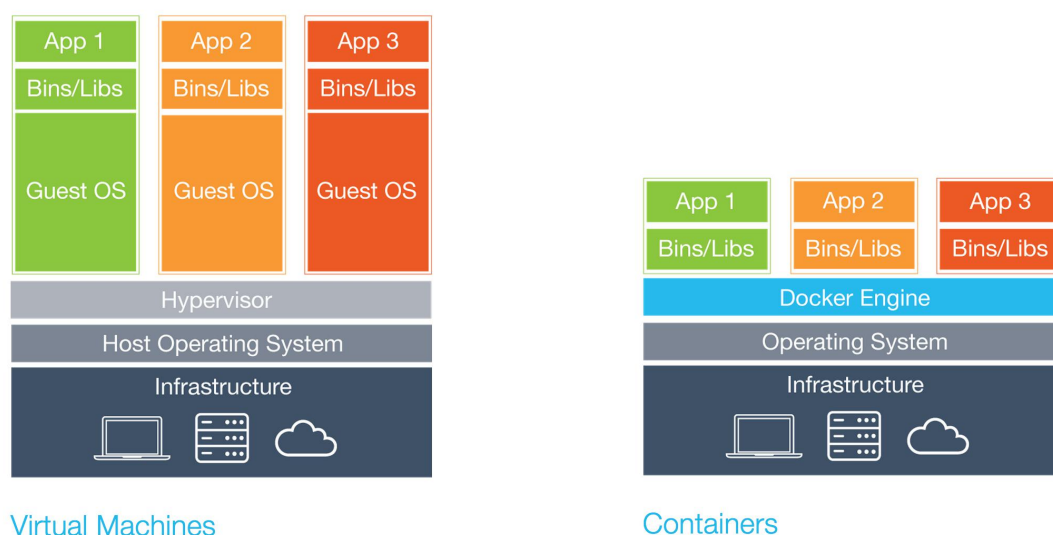 App 1
App 2
App 3
Bins/Libs
Bins/Libs
Bins/Libs
Guest OS
Guest OS
Guest OS
Hypervisor
Host Operating System
Infrastructure
Virtual Machines
App 1
App 2
App 3
Bins/Libs
Bins/Libs
Bins/Libs
Docker Engine
Operating System
Infrastructure
Containers